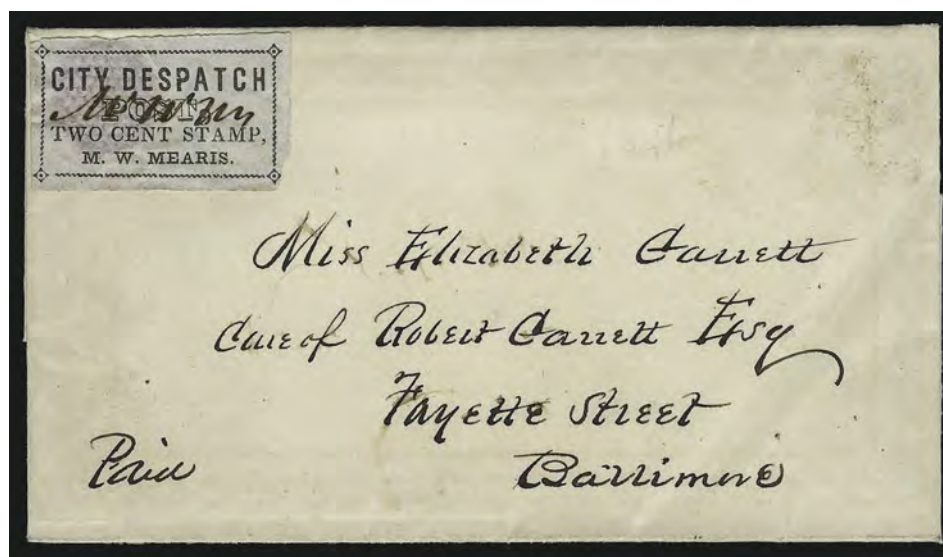 CITY DESPATCH
POST
TWO CENT STAMP,
M. W. MEARIS.
Miss Elizabeth Garrett
Care of Robert Garrett Esq
Fayette Street
Paid Baltimore